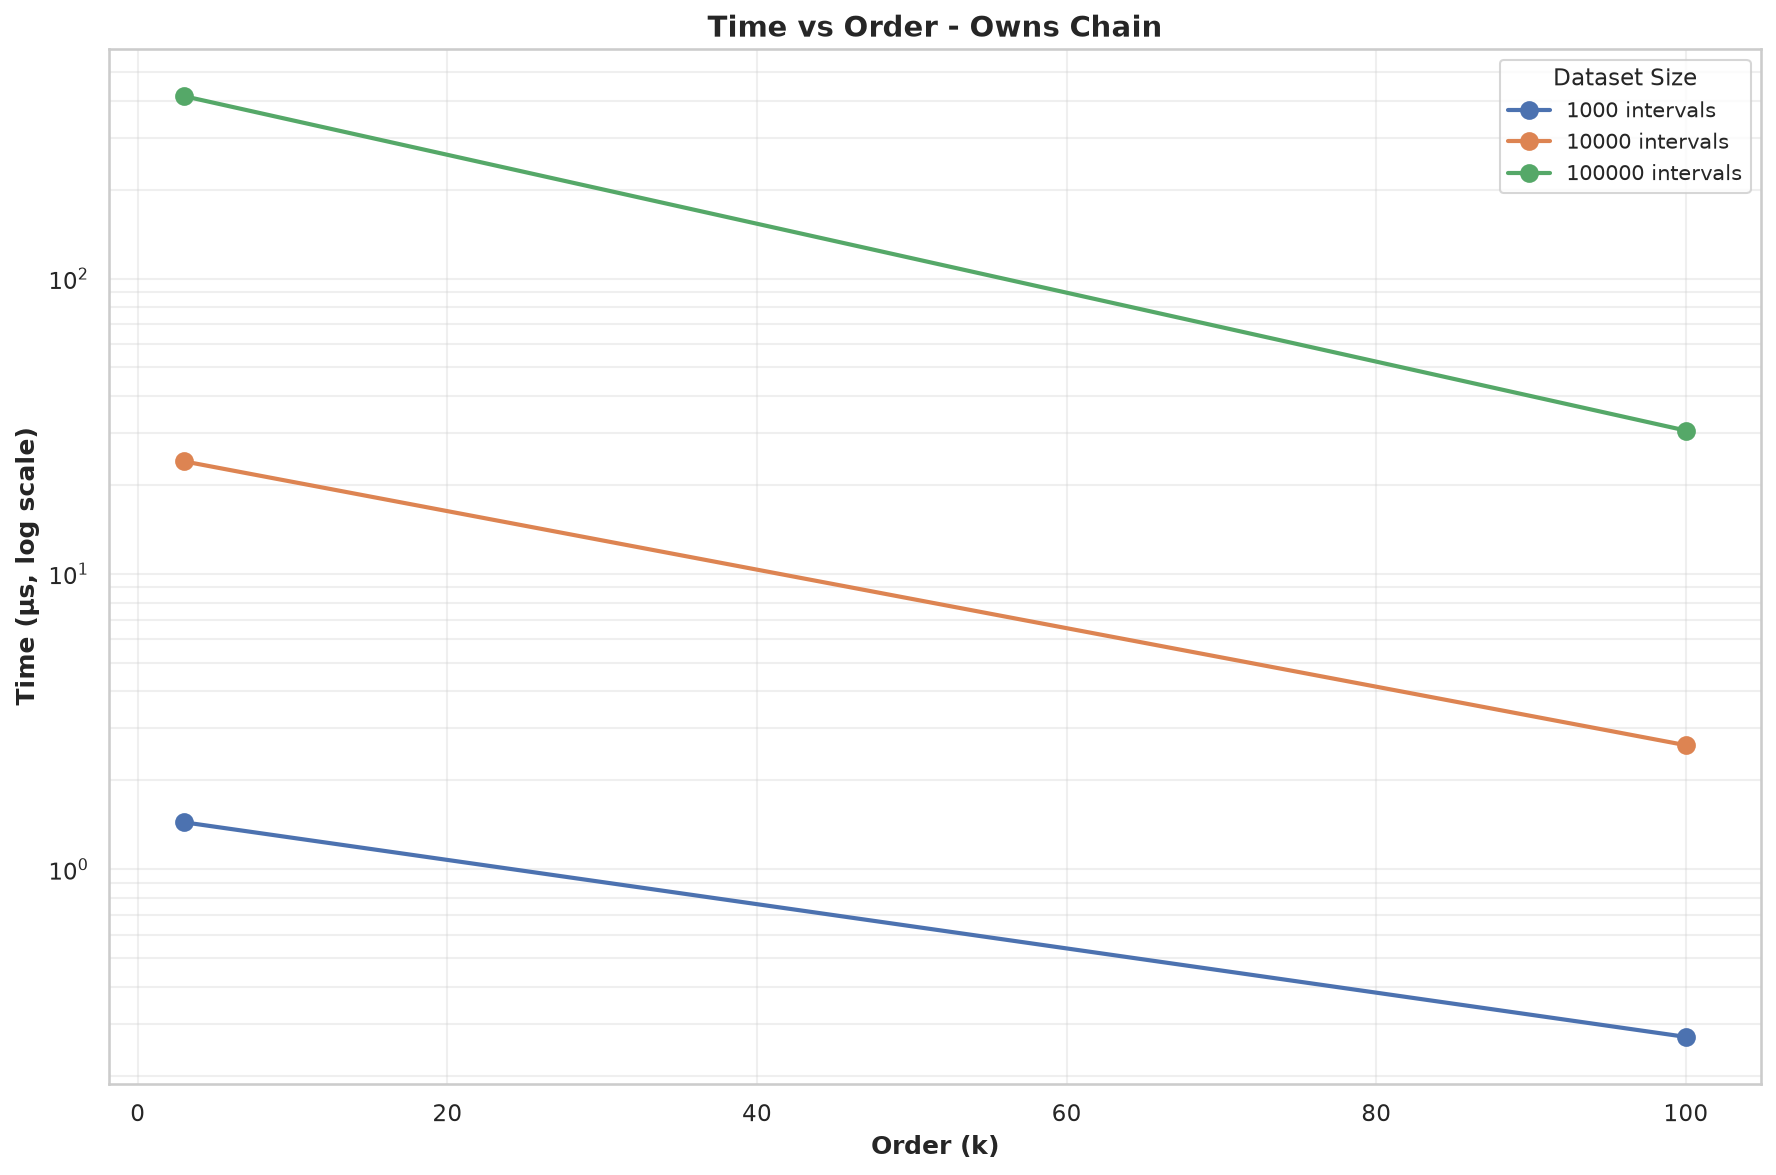 Time vs Order - Owns Chain
Dataset Size
1000 intervals
10000 intervals
100000 intervals
10²
10¹
10⁰
Time (µs, log scale)
0 20 40 60 80 100
Order (k)